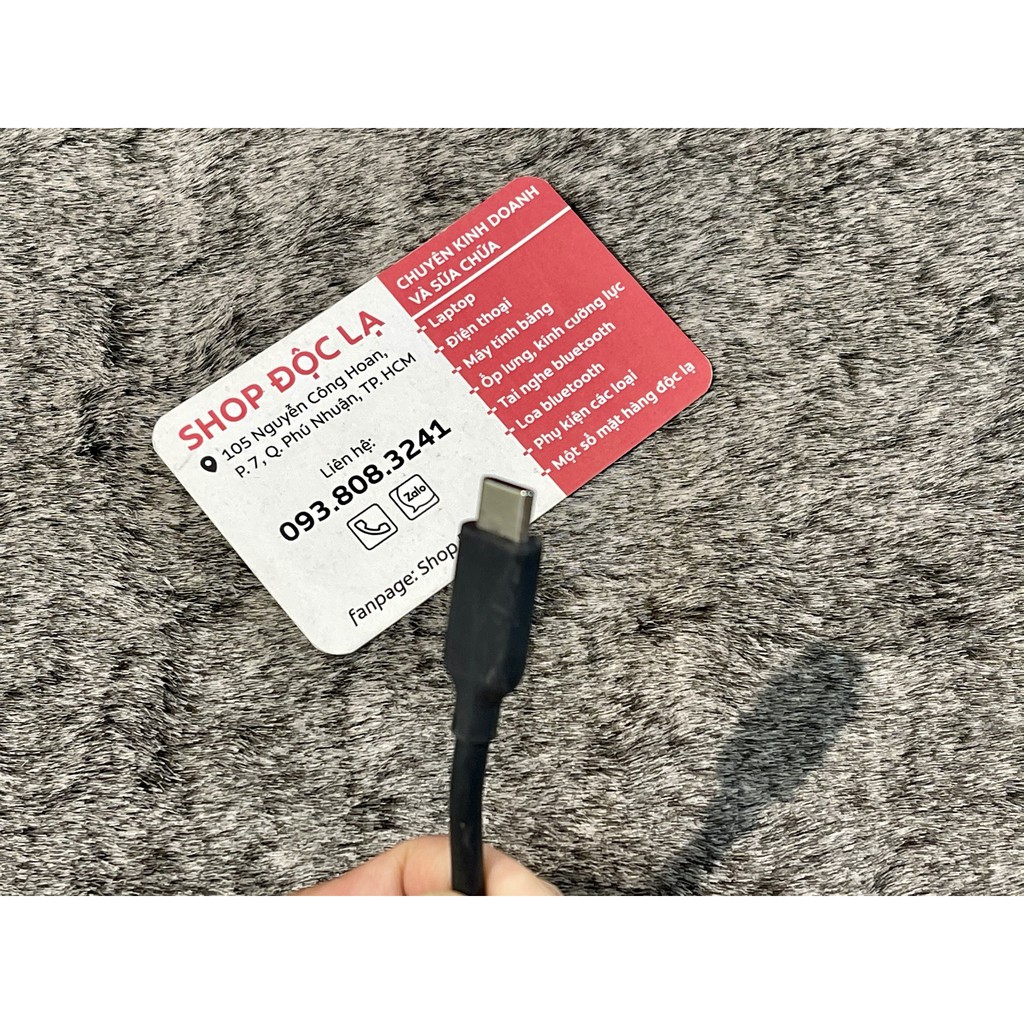 SHOP ĐỘC LẠ
105 Nguyễn Công Hoan,
P. 7, Q. Phú Nhuận, TP. HCM
Liên hệ:
093.808.3241
Zalo
fanpage: Shop
CHUYÊN KINH DOANH
VÀ SỬA CHỮA
- Laptop
- Điện thoại
- Máy tính bảng
- Ốp lưng, kính cường lực
- Tai nghe bluetooth
- Loa bluetooth
- Phụ kiện các loại
- Một số mặt hàng độc lạ